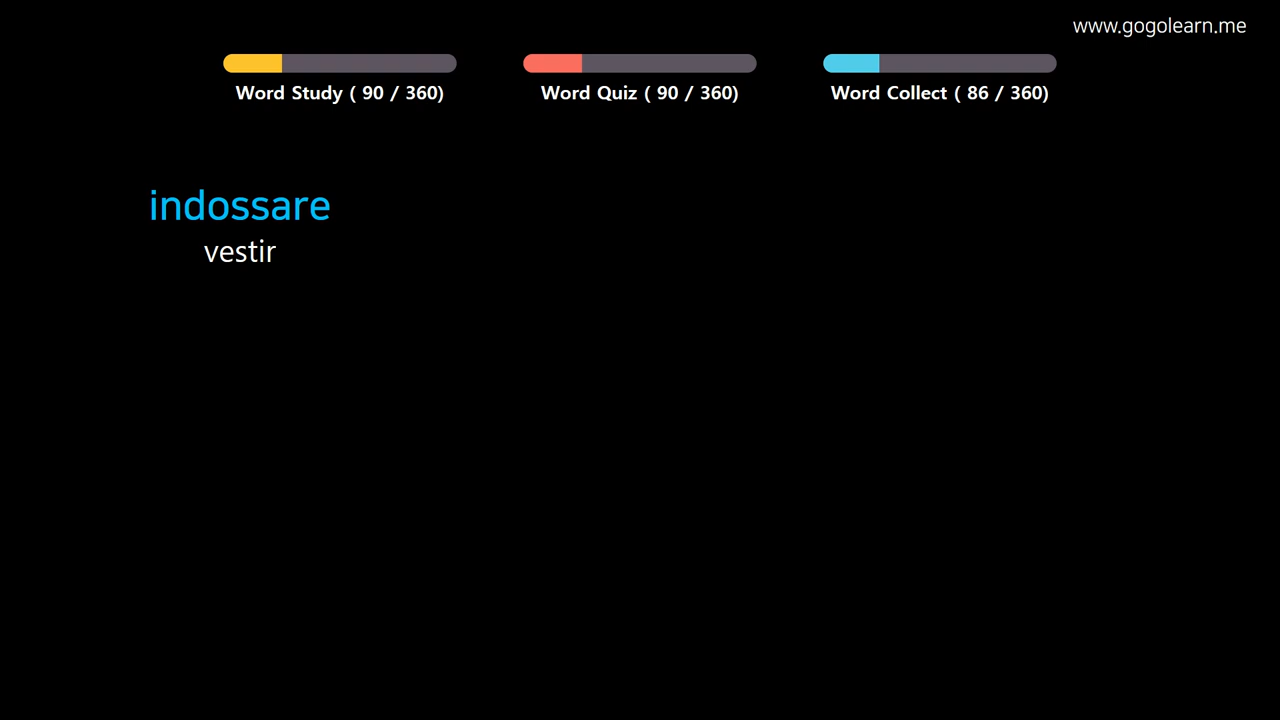 www.gogolearn.me
Word Study ( 90 / 360)
Word Quiz ( 90 / 360)
Word Collect ( 86 / 360)
indossare
vestir